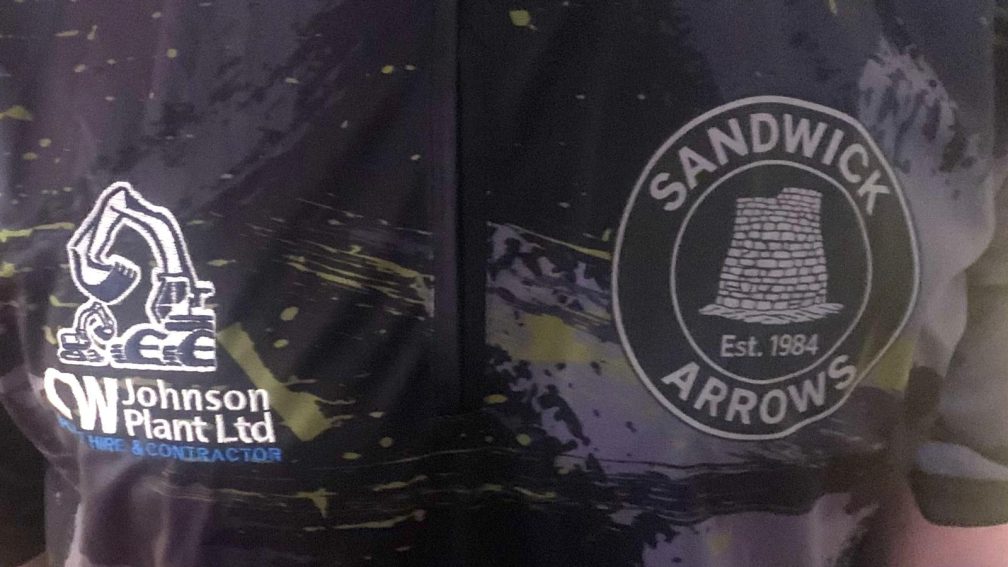 CW Johnson
Plant Ltd
HIRE & CONTRACTOR
SANDWICK
Est. 1984
ARROWS